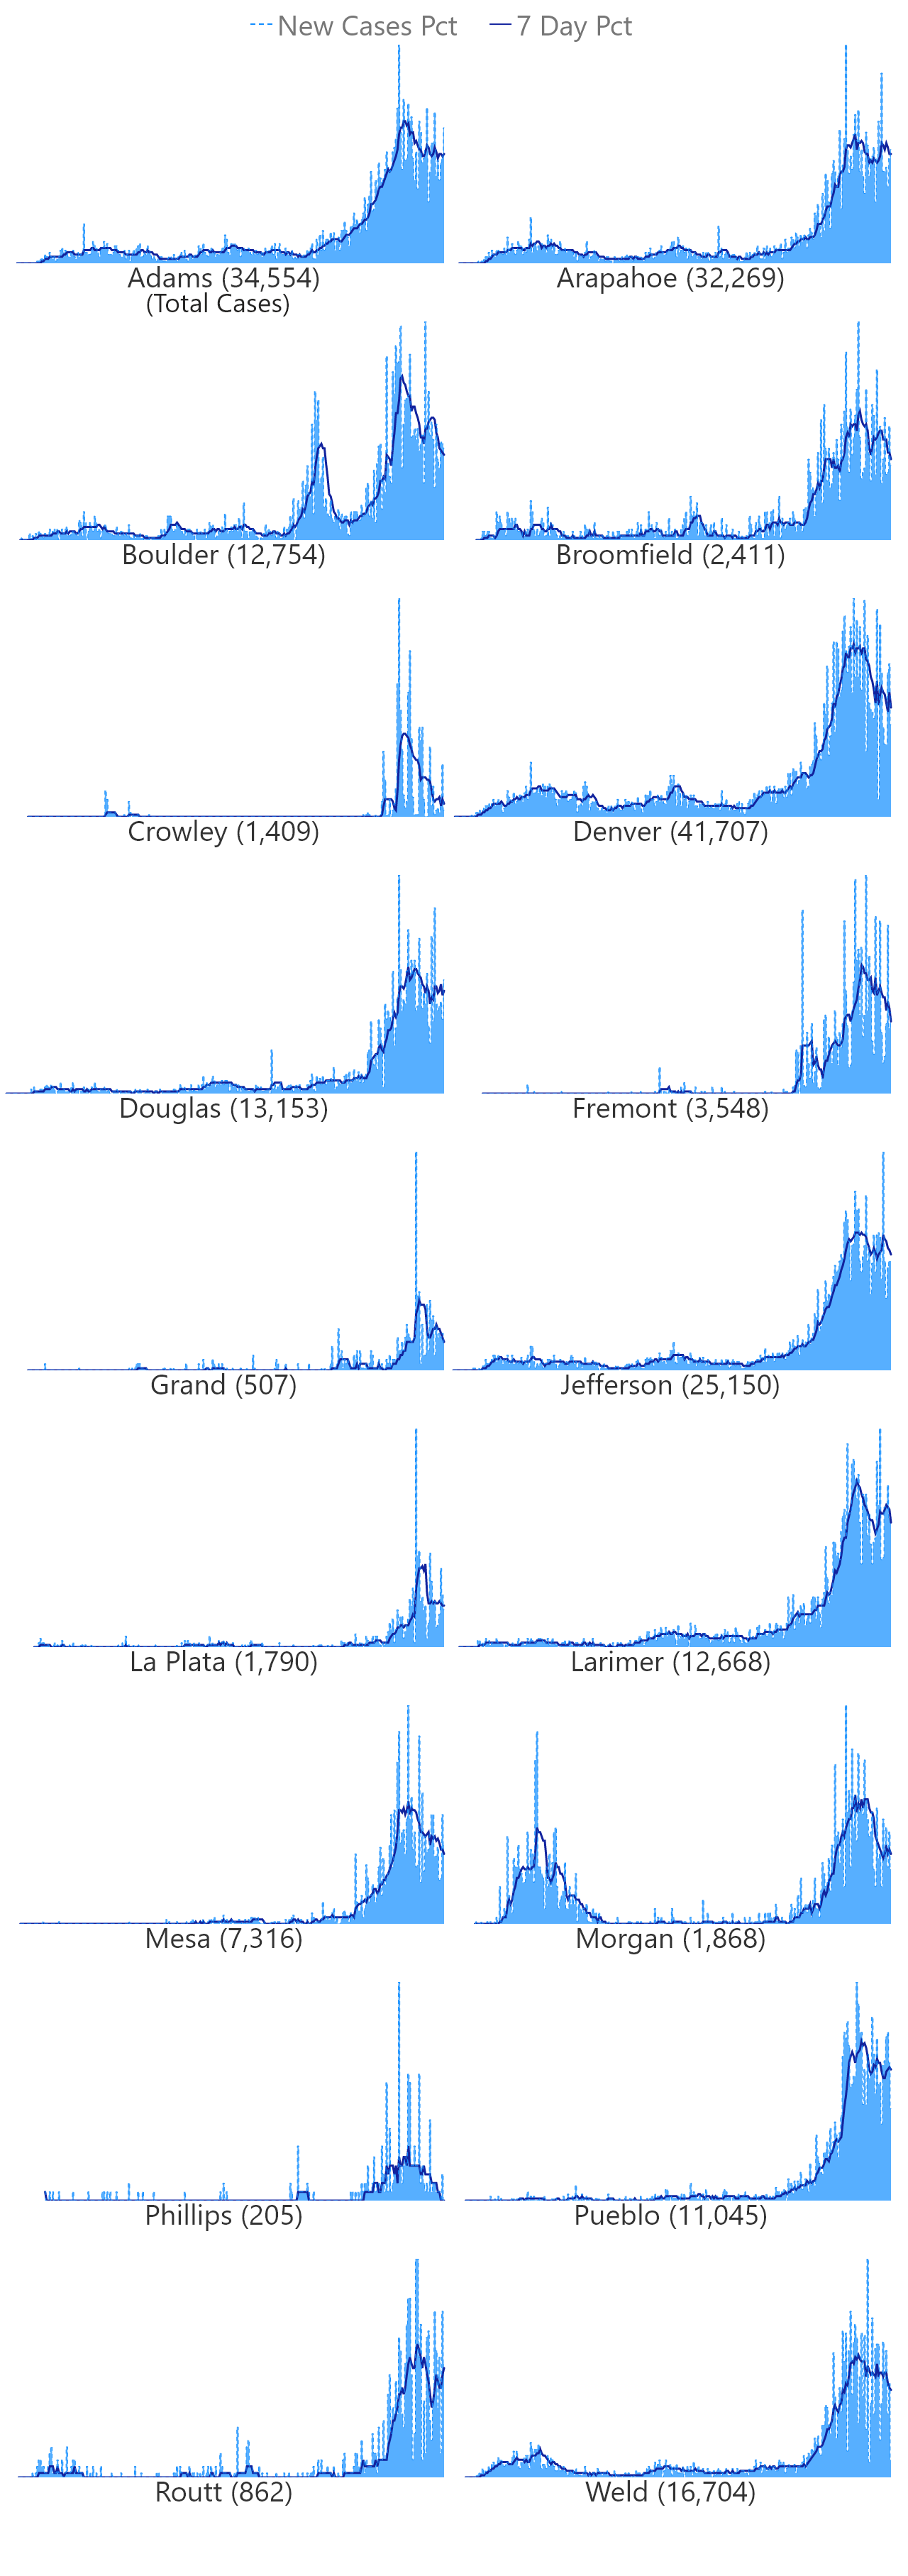 New Cases Pct 7 Day Pct
Adams (34,554) Arapahoe (32,269)
(Total Cases)
Boulder (12,754) Broomfield (2,411)
Crowley (1,409) Denver (41,707)
Douglas (13,153) Fremont (3,548)
Grand (507) Jefferson (25,150)
La Plata (1,790) Larimer (12,668)
Mesa (7,316) Morgan (1,868)
Phillips (205) Pueblo (11,045)
Routt (862) Weld (16,704)